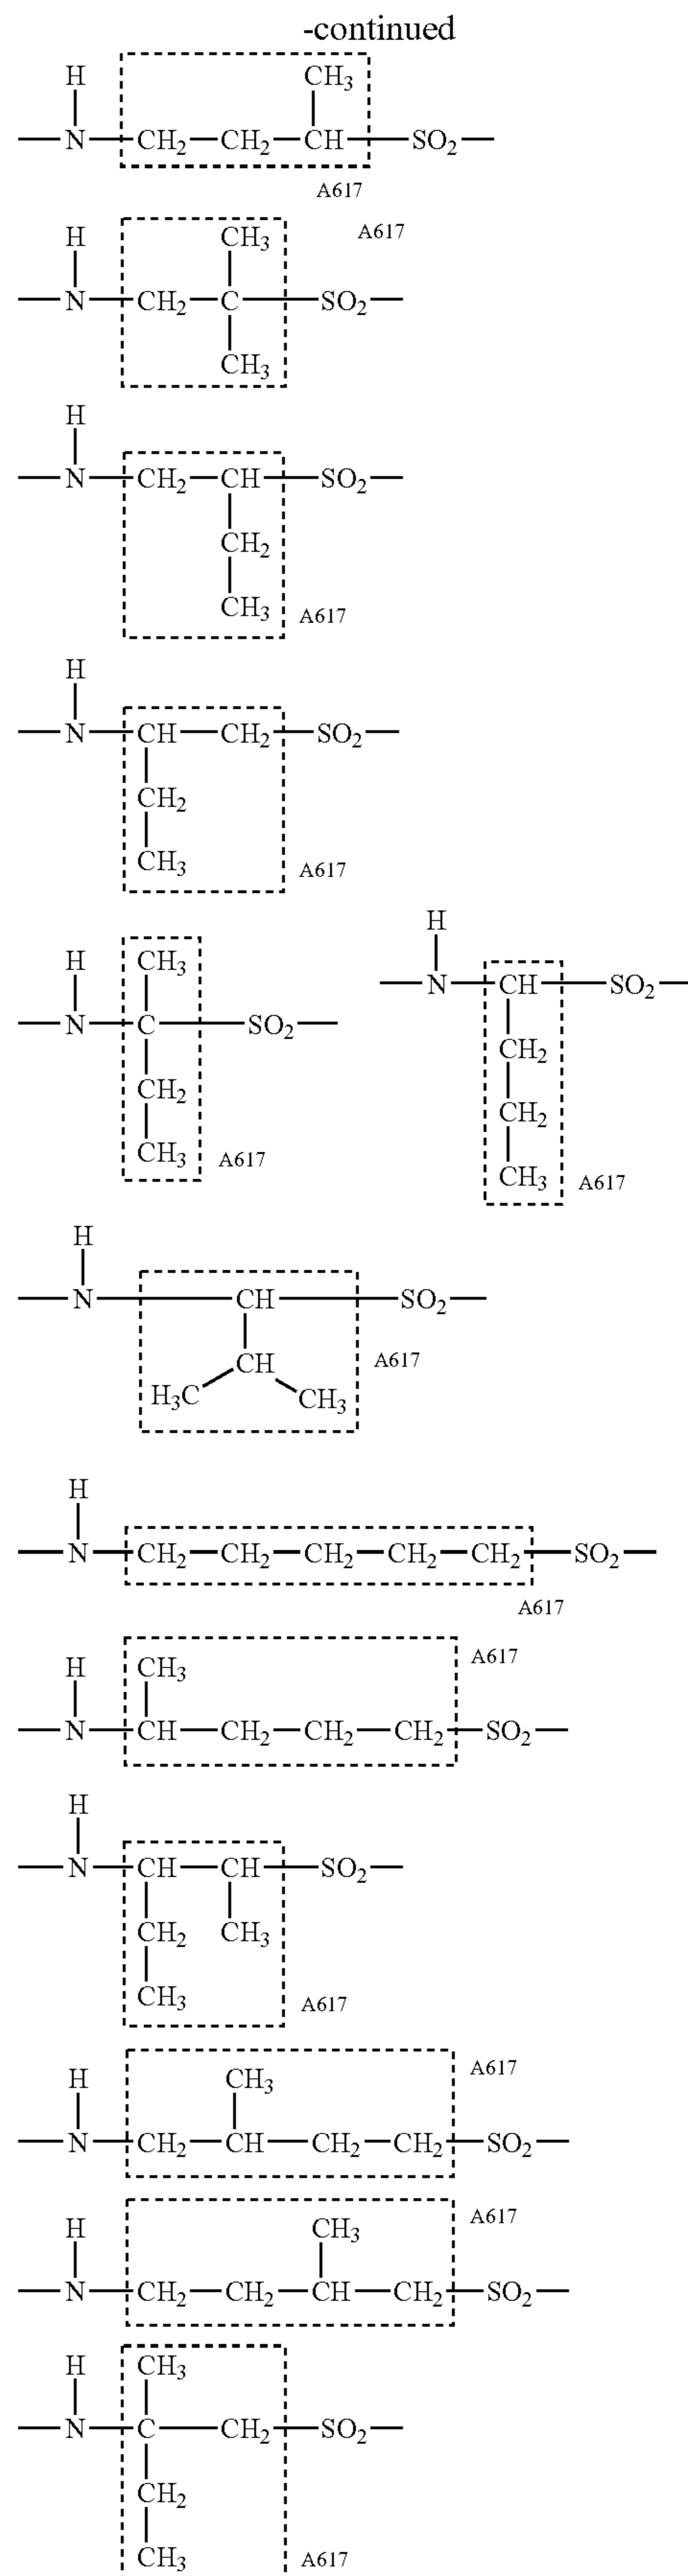 -continued
H CH₃
N CH₂ CH₂ CH SO₂
A617
H CH₃ A617
N CH₂ C SO₂
CH₃
H
N CH₂ CH SO₂
CH₂
CH₃ A617
H
N CH CH₂ SO₂
CH₂
CH₃ A617
H CH₃
N C SO₂
CH₂
CH₃ A617
H
N CH SO₂
CH₂
CH₂
CH₃ A617
H
N CH SO₂
CH A617
H₃C CH₃
H
N CH₂ CH₂ CH₂ CH₂ CH₂ SO₂
A617
H CH₃ A617
N CH CH₂ CH₂ CH₂ SO₂
H
N CH CH SO₂
CH₂ CH₃
CH₃ A617
H CH₃ A617
N CH₂ CH CH₂ CH₂ SO₂
H CH₃ A617
N CH₂ CH₂ CH CH₂ SO₂
H CH₃
N C CH₂ SO₂
CH₂
CH₃ A617